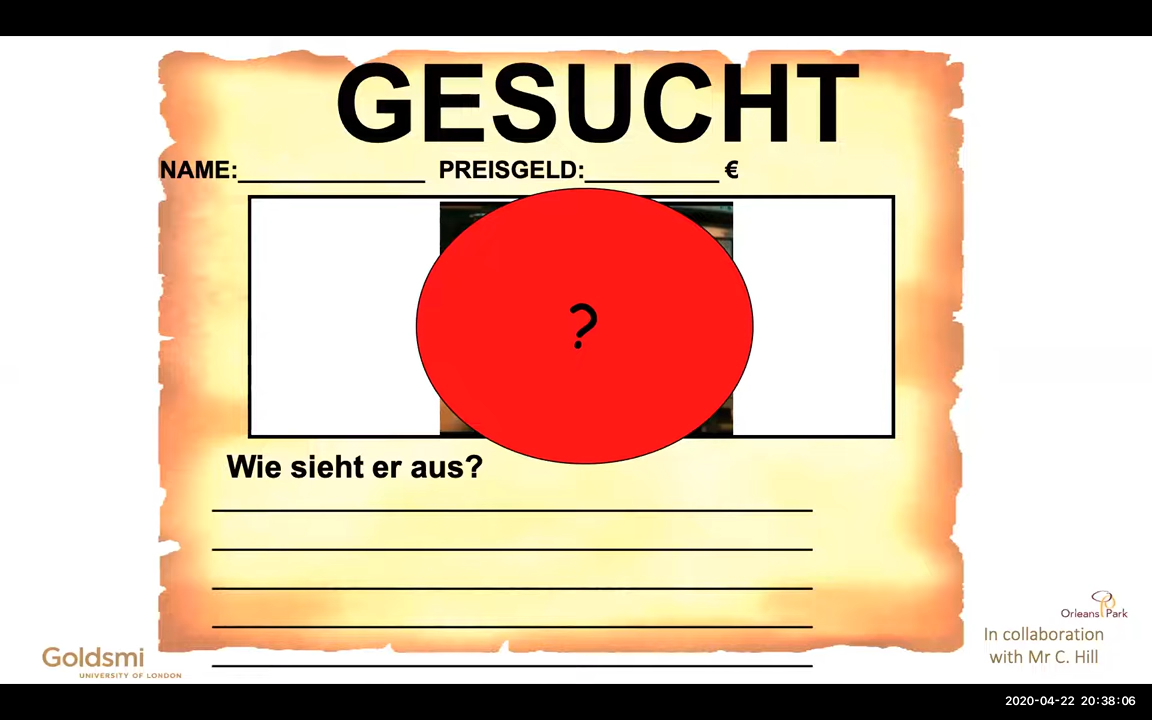 GESUCHT
NAME:______________ PREISGELD:__________ €
?
Wie sieht er aus?
Orleans Park
In collaboration
with Mr C. Hill
Goldsmi
UNIVERSITY OF LONDON
2020-04-22 20:38:06